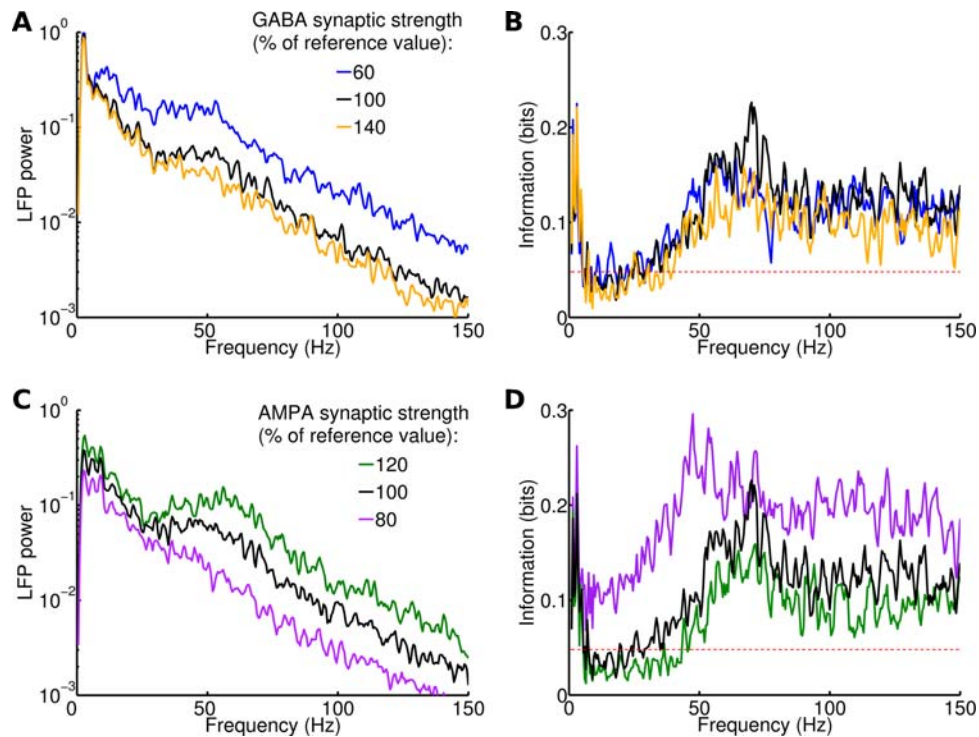 A
GABA synaptic strength
(% of reference value):
60
100
140
LFP power
10^0
10^-1
10^-2
10^-3
0
50
100
150
Frequency (Hz)
B
Information (bits)
0.3
0.2
0.1
0
0
50
100
150
Frequency (Hz)
C
AMPA synaptic strength
(% of reference value):
120
100
80
LFP power
10^0
10^-1
10^-2
10^-3
0
50
100
150
Frequency (Hz)
D
Information (bits)
0.3
0.2
0.1
0
0
50
100
150
Frequency (Hz)